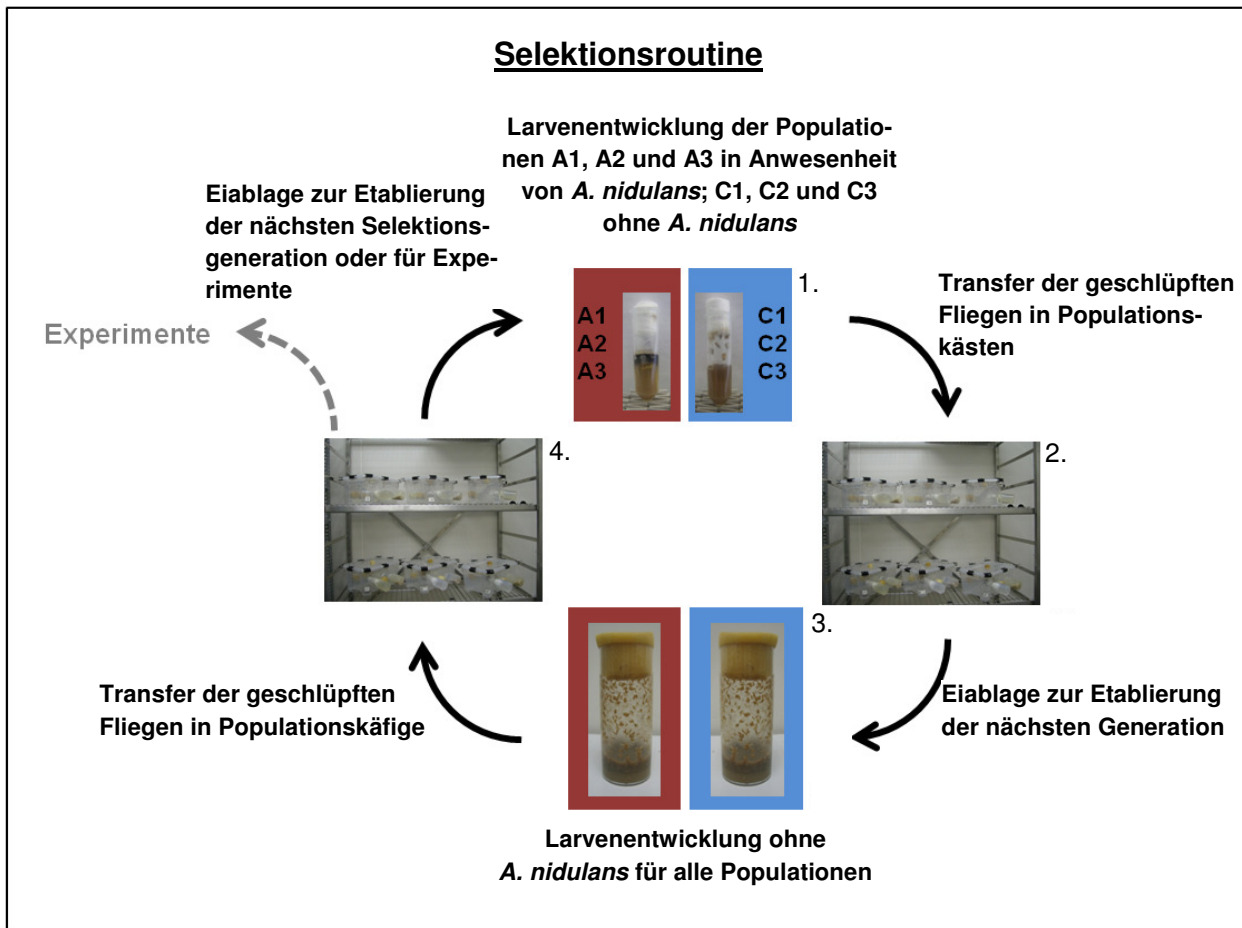 Selektionsroutine
Larvenentwicklung der Populatio-
nen A1, A2 und A3 in Anwesenheit
von A. nidulans; C1, C2 und C3
ohne A. nidulans
Eiablage zur Etablierung
der nächsten Selektions-
generation oder für Expe-
rimente
Experimente
1.
A1
A2
A3
C1
C2
C3
Transfer der geschlüpften
Fliegen in Populations-
kästen
2.
4.
3.
Eiablage zur Etablierung
der nächsten Generation
Transfer der geschlüpften
Fliegen in Populationskäfige
Larvenentwicklung ohne
A. nidulans für alle Populationen